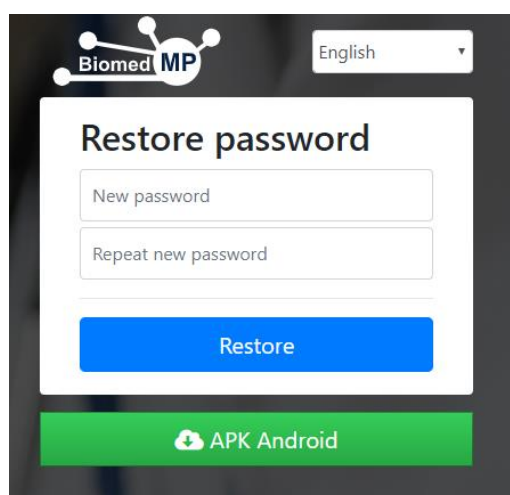 Biomed MP
English
Restore password
New password
Repeat new password
Restore
APK Android